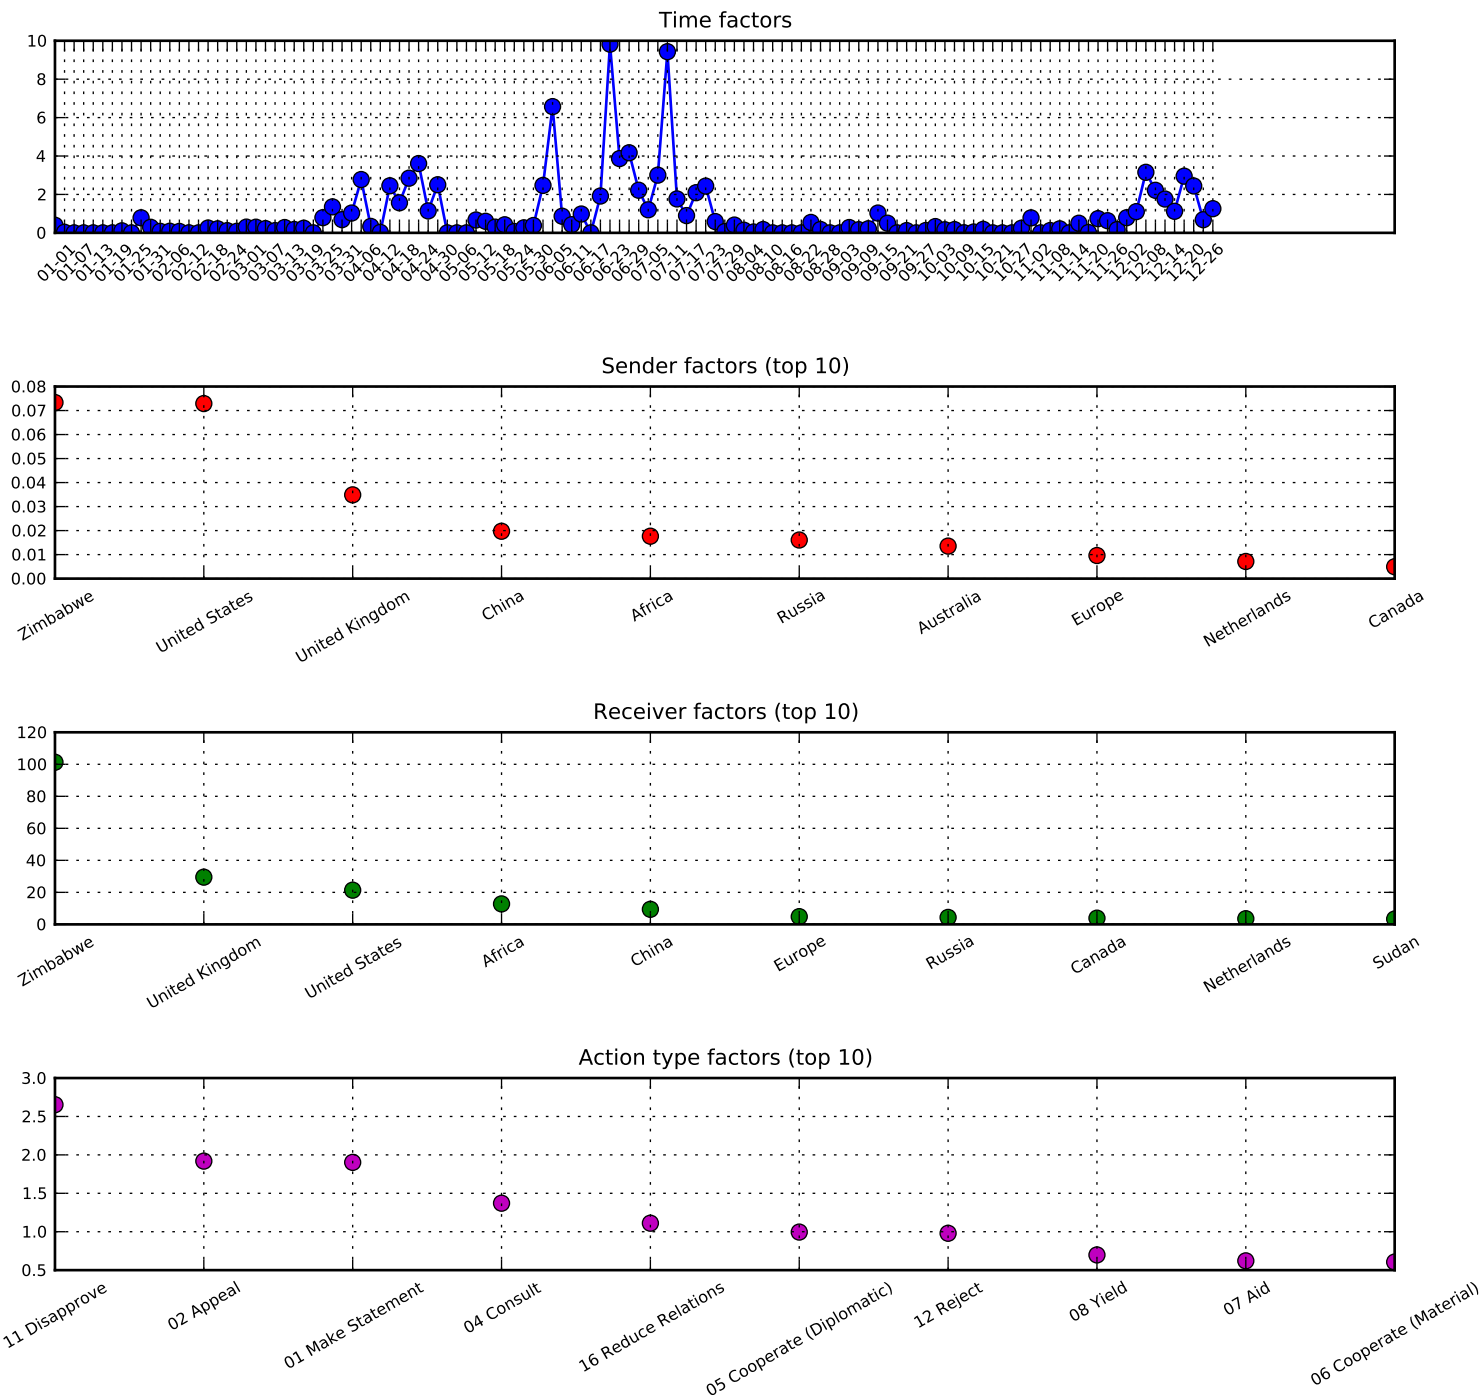 Time factors
10
8
6
4
2
0
01-01
01-07
01-13
01-19
01-25
01-31
02-06
02-12
02-18
02-24
03-01
03-07
03-13
03-19
03-25
03-31
04-06
04-12
04-18
04-24
04-30
05-06
05-12
05-18
05-24
05-30
06-05
06-11
06-17
06-23
06-29
07-05
07-11
07-17
07-23
07-29
08-04
08-10
08-16
08-22
08-28
09-03
09-09
09-15
09-21
09-27
10-03
10-09
10-15
10-21
10-27
11-02
11-08
11-14
11-20
11-26
12-02
12-08
12-14
12-20
12-26
Sender factors (top 10)
0.08
0.07
0.06
0.05
0.04
0.03
0.02
0.01
0.00
Zimbabwe
United States
United Kingdom
China
Africa
Russia
Australia
Europe
Netherlands
Canada
Receiver factors (top 10)
120
100
80
60
40
20
0
Zimbabwe
United Kingdom
United States
Africa
China
Europe
Russia
Canada
Netherlands
Sudan
Action type factors (top 10)
3.0
2.5
2.0
1.5
1.0
0.5
11 Disapprove
02 Appeal
01 Make Statement
04 Consult
16 Reduce Relations
05 Cooperate (Diplomatic)
12 Reject
08 Yield
07 Aid
06 Cooperate (Material)